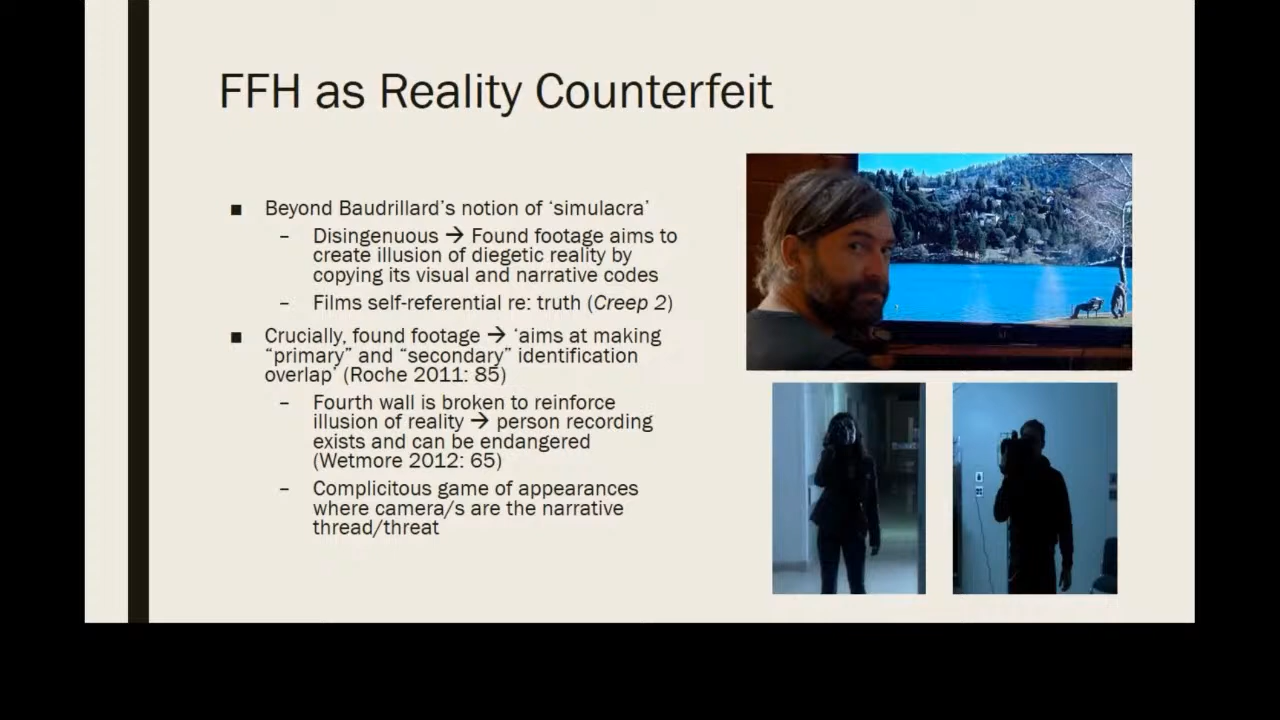 FFH as Reality Counterfeit
■ Beyond Baudrillard's notion of 'simulacra'
– Disingenuous → Found footage aims to
create illusion of diegetic reality by
copying its visual and narrative codes
– Films self-referential re: truth (Creep 2)
■ Crucially, found footage → 'aims at making
"primary" and "secondary" identification
overlap' (Roche 2011: 85)
– Fourth wall is broken to reinforce
illusion of reality → person recording
exists and can be endangered
(Wetmore 2012: 65)
– Complicitous game of appearances
where camera/s are the narrative
thread/threat